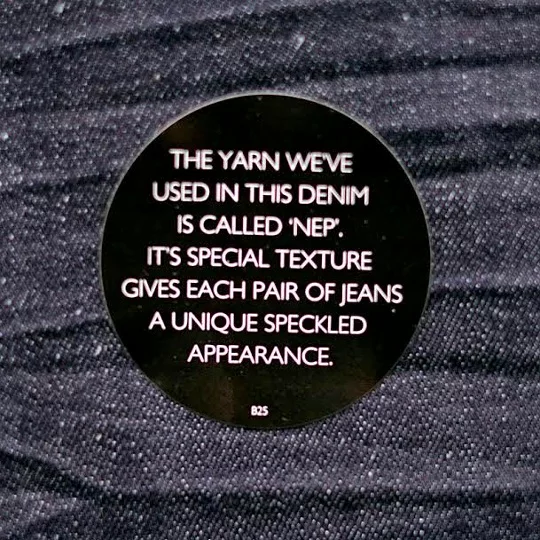 THE YARN WE'VE
USED IN THIS DENIM
IS CALLED 'NEP'.
IT'S SPECIAL TEXTURE
GIVES EACH PAIR OF JEANS
A UNIQUE SPECKLED
APPEARANCE.
B25